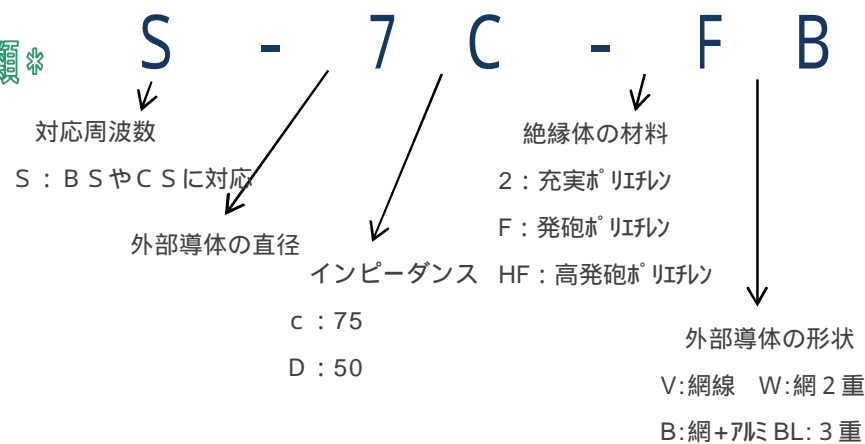 S - 7 C - F B
類*
対応周波数
S:BSやCSに対応
外部導体の直径
インピーダンス
c:75
D:50
絶縁体の材料
2:充実ポリエチレン
F:発砲ポリエチレン
HF:高発砲ポリエチレン
外部導体の形状
V:網線 W:網2重
B:網+アルミ BL:3重